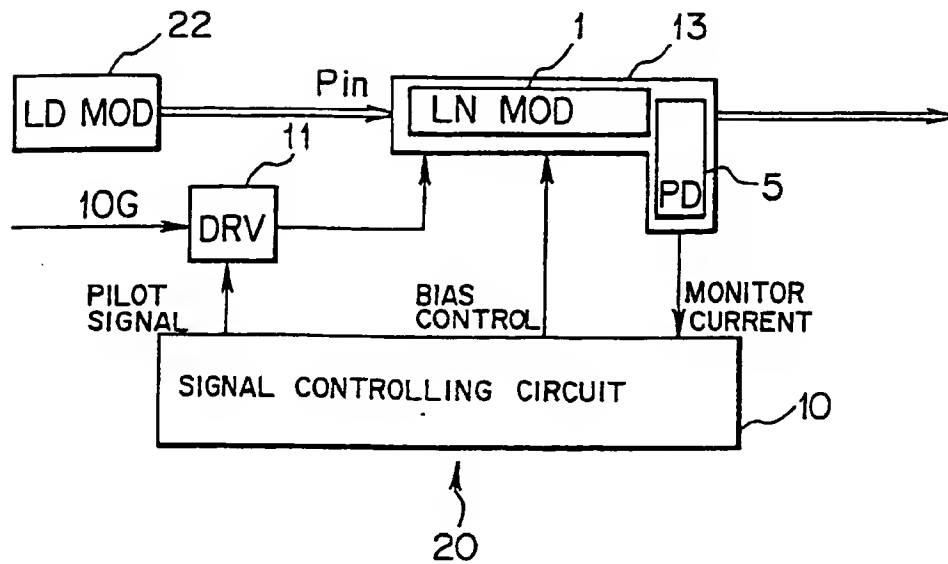 22
1
13
Pin
LD MOD
LN MOD
11
5
10G
DRV
PD
PILOT
SIGNAL
BIAS
CONTROL
MONITOR
CURRENT
SIGNAL CONTROLLING CIRCUIT
10
20